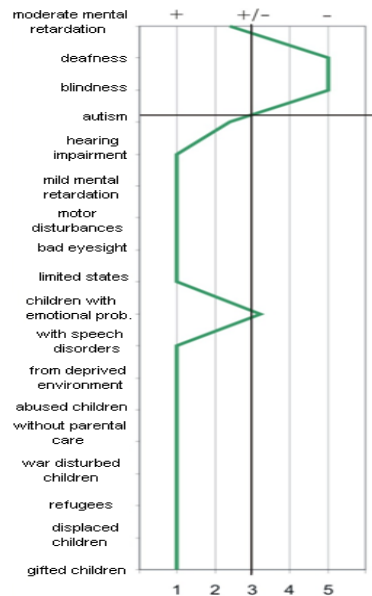 moderate mental
retardation
+ +/- -
deafness
blindness
autism
hearing
impairment
mild mental
retardation
motor
disturbances
bad eyesight
limited states
children with
emotional prob.
with speech
disorders
from deprived
environment
abused children
without parental
care
war disturbed
children
refugees
displaced
children
gifted children
1 2 3 4 5